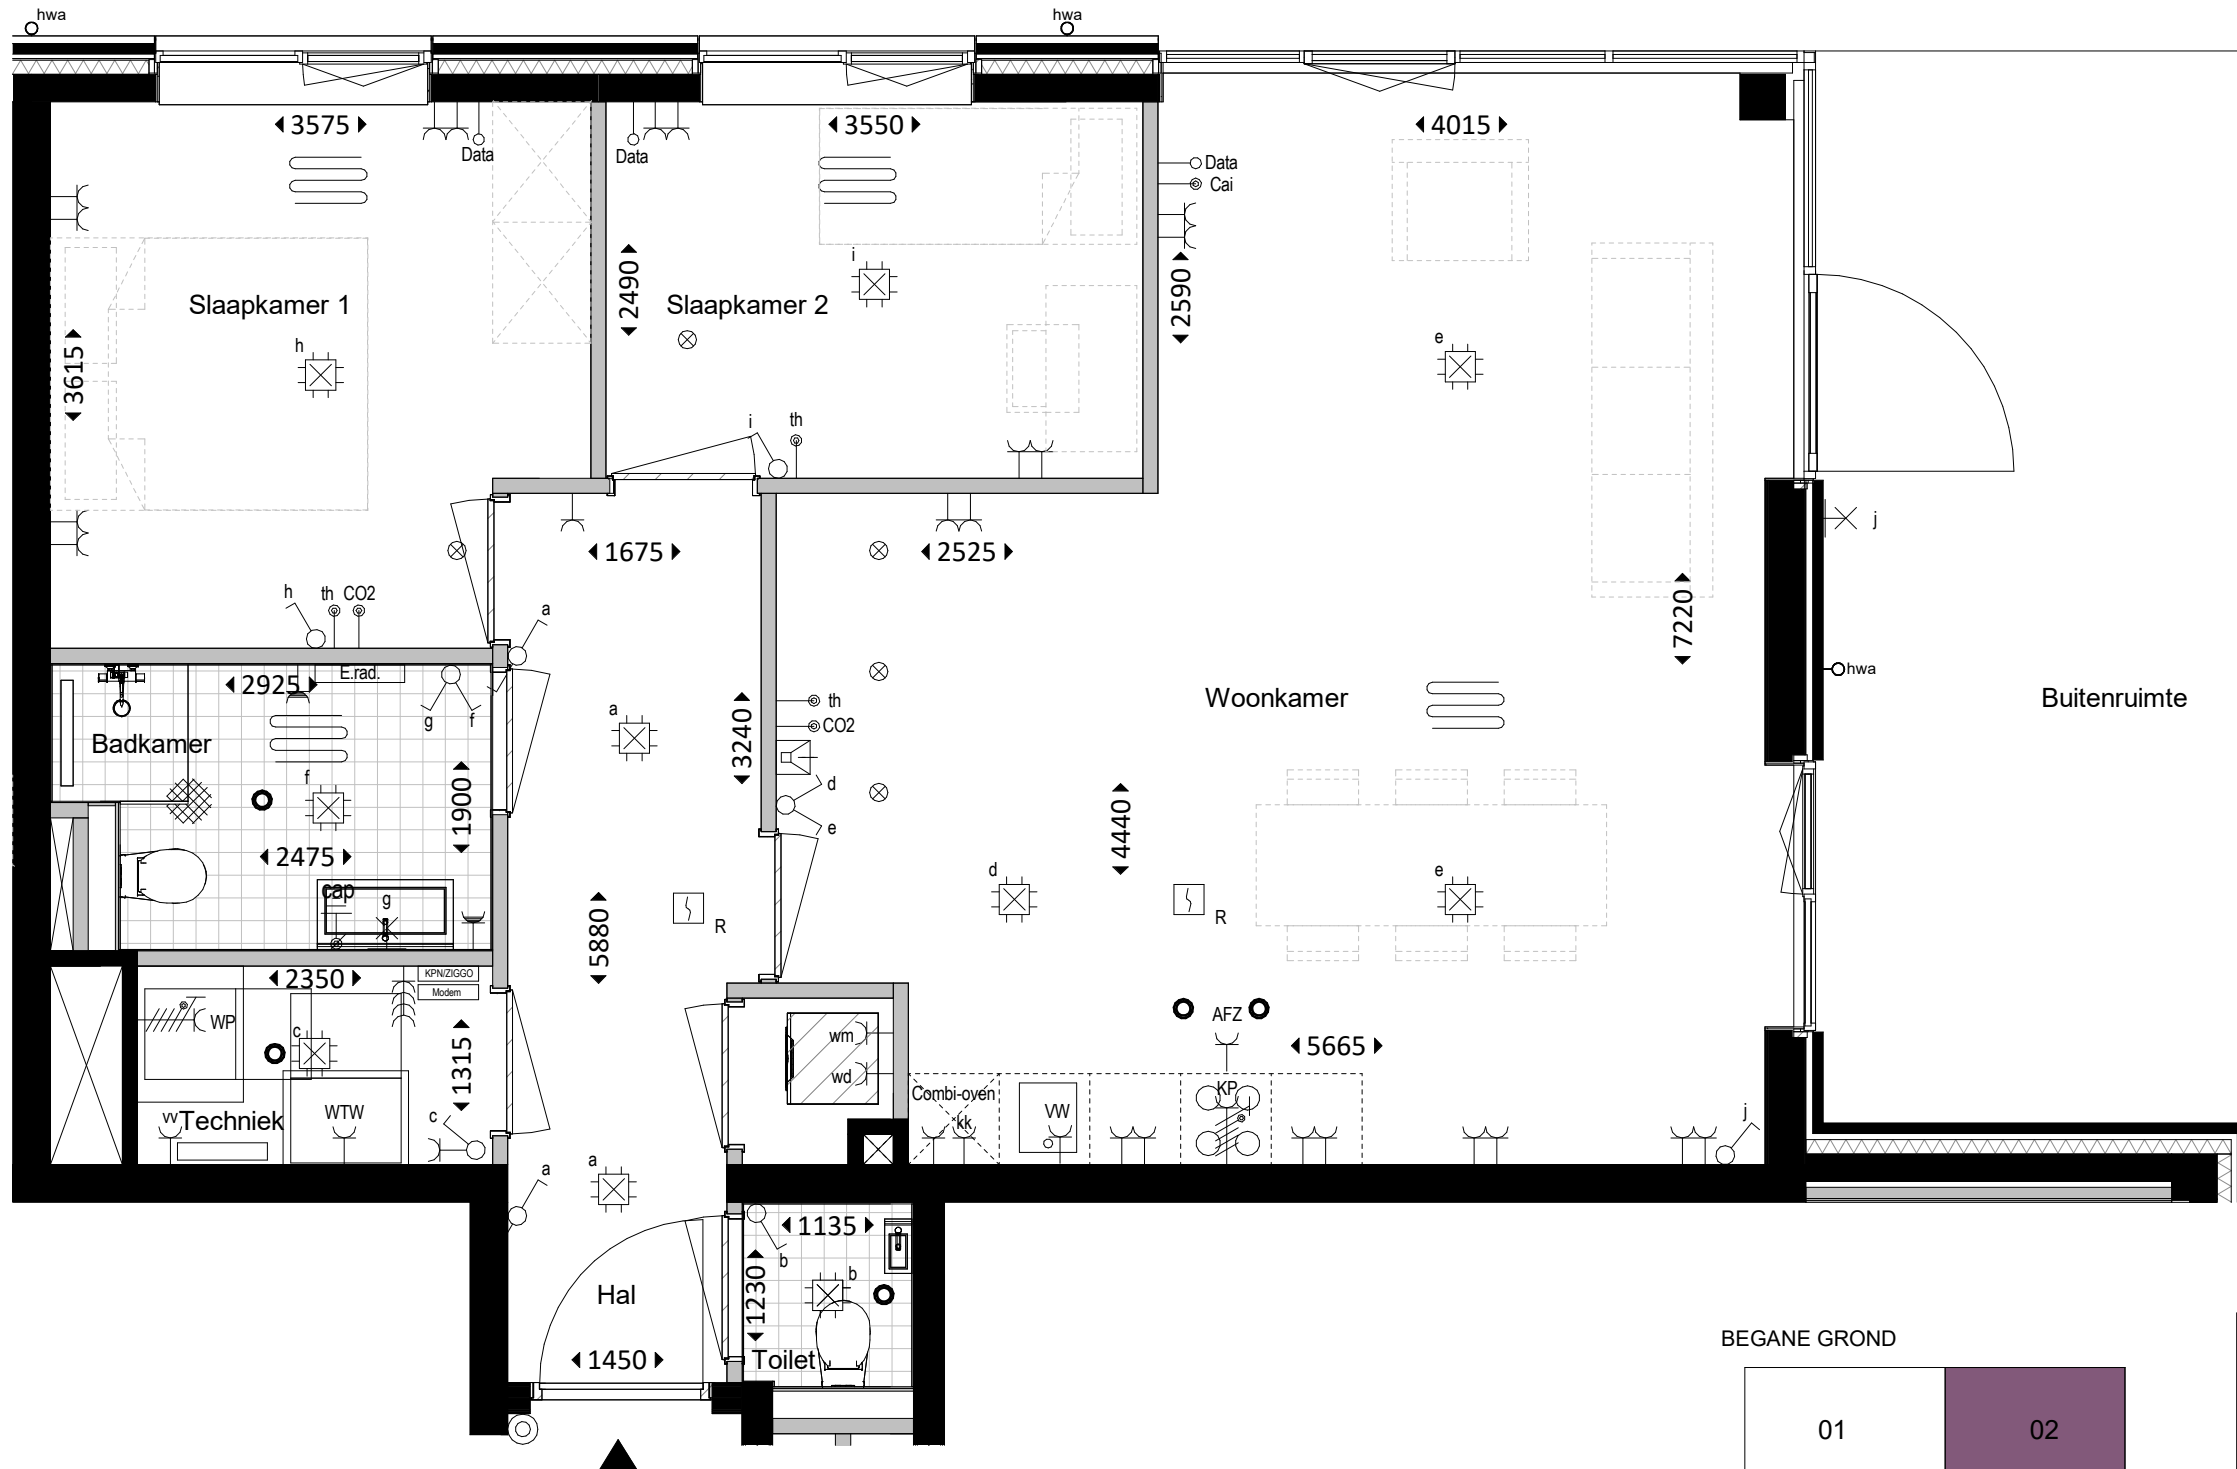 hwa
hwa
3575
3550
4015
Data
Data
Data
Cai
2490
2590
i
Slaapkamer 1
Slaapkamer 2
h
e
3615
i
th
1675
2525
j
h
th
CO2
a
7220
hwa
2925
E.rad.
g
f
Badkamer
a
3240
th
CO2
Woonkamer
Buitenruimte
f
1900
d
e
4440
2475
cap
g
d
e
5880
R
R
2350
KPN/ZIGGO
Modem
WP
c
1315
AFZ
5665
wm
wd
Combi-oven
kk
VW
KP
vv
Techniek
WTW
c
j
a
a
1135
b
b
1230
Hal
1450
Toilet
BEGANE GROND
01
02